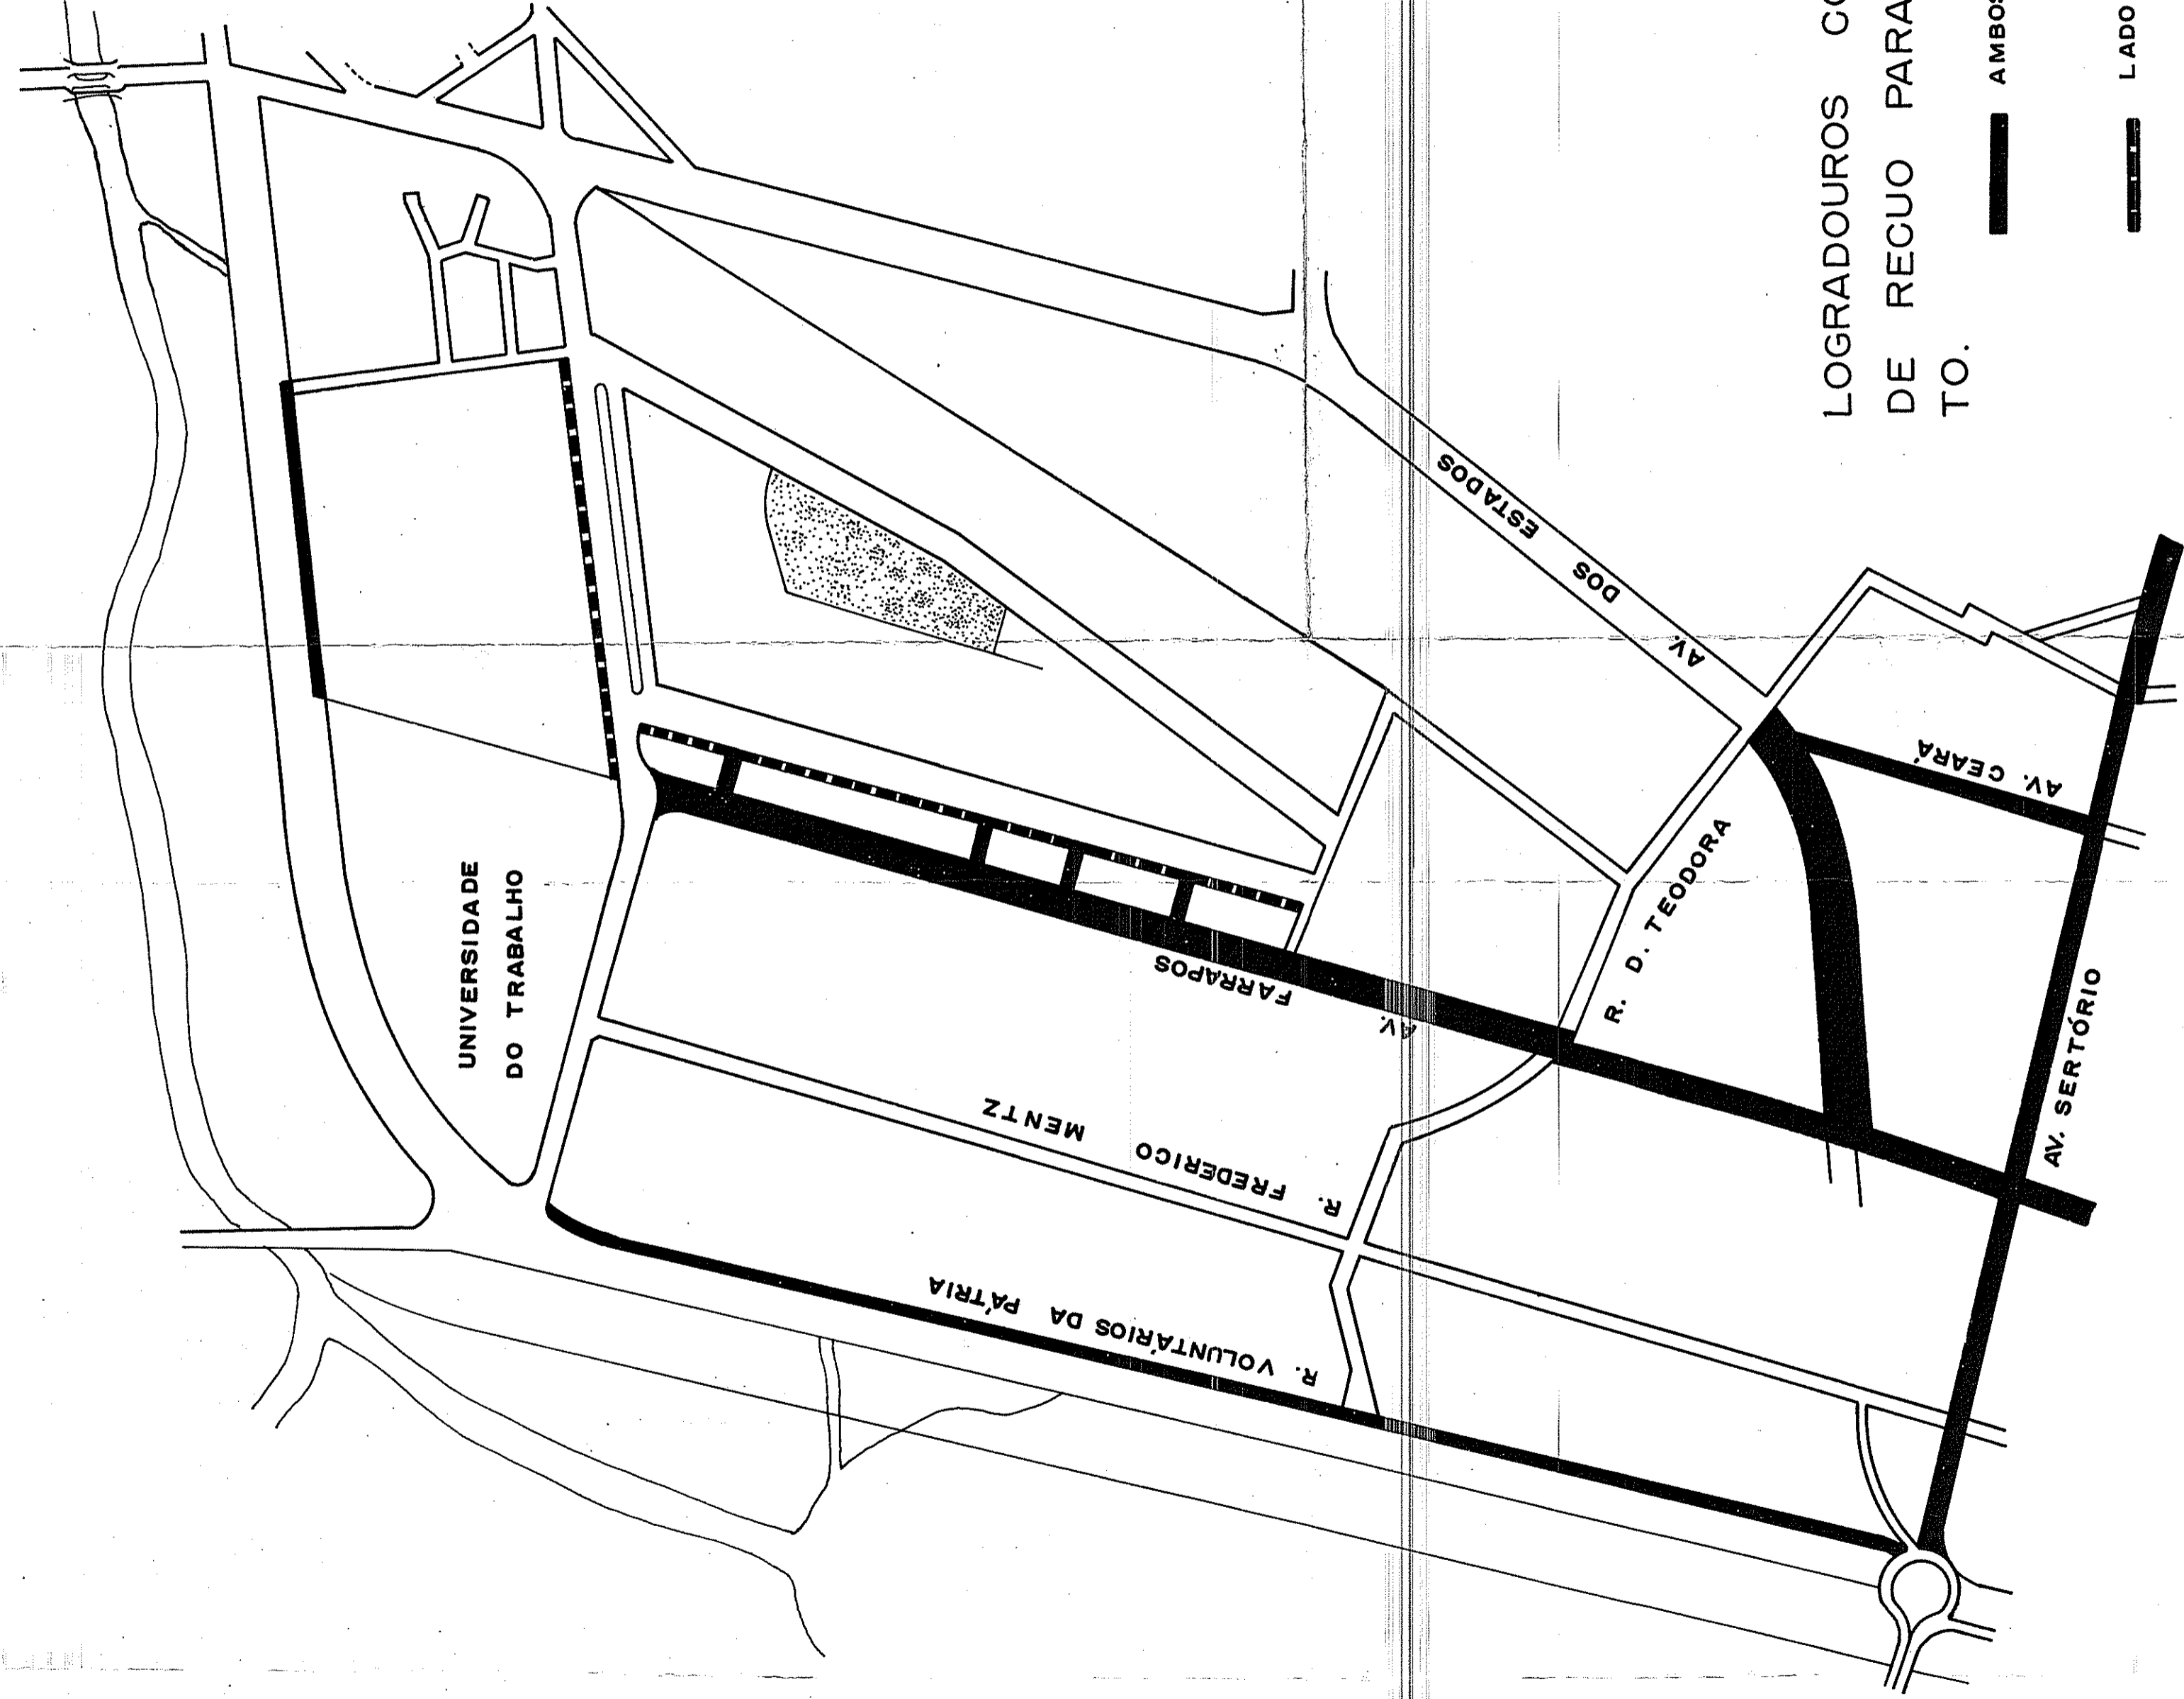 LOGRADOUROS
DE RECUO PARA
TO.
AMBOS
LADO
UNIVERSIDADE
DO TRABALHO
AV. DOS ESTADOS
AV. CEARÁ
R. D. TEODORA
AV. FARRAPOS
AV. SERTÓRIO
R. FREDERICO MENTZ
R. VOLUNTÁRIOS DA PÁTRIA